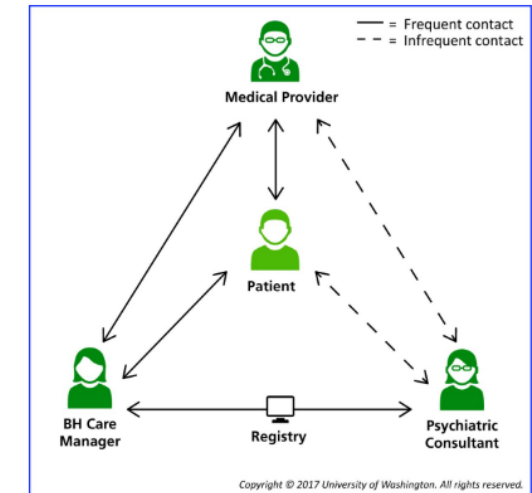 = Frequent contact
= Infrequent contact
Medical Provider
Patient
BH Care
Manager
Registry
Psychiatric
Consultant
Copyright © 2017 University of Washington. All rights reserved.